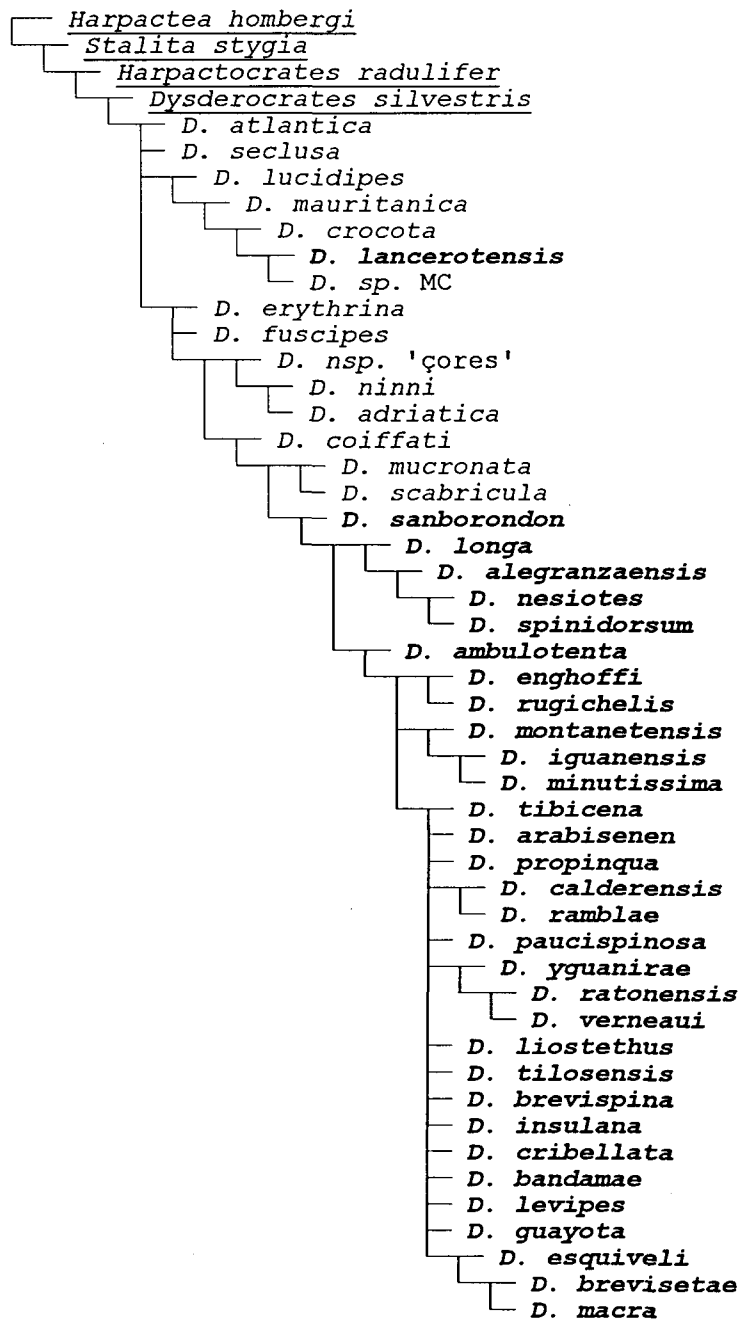 Harpactea hombergi
Stalita stygia
Harpactocrates radulifer
Dysderocrates silvestris
D. atlantica
D. seclusa
D. lucidipes
D. mauritanica
D. crocota
D. lancerotensis
D. sp. MC
D. erythrina
D. fuscipes
D. nsp. 'çores'
D. ninni
D. adriatica
D. coiffati
D. mucronata
D. scabricula
D. sanborondon
D. longa
D. alegranzaensis
D. nesiotes
D. spinidorsum
D. ambulotenta
D. enghoffi
D. rugichelis
D. montanetensis
D. iguanensis
D. minutissima
D. tibicena
D. arabisenen
D. propinqua
D. calderensis
D. ramblae
D. paucispinosa
D. yguanirae
D. ratonensis
D. verneaui
D. liostethus
D. tilosensis
D. brevispina
D. insulana
D. cribellata
D. bandamae
D. levipes
D. guayota
D. esquiveli
D. brevisetae
D. macra